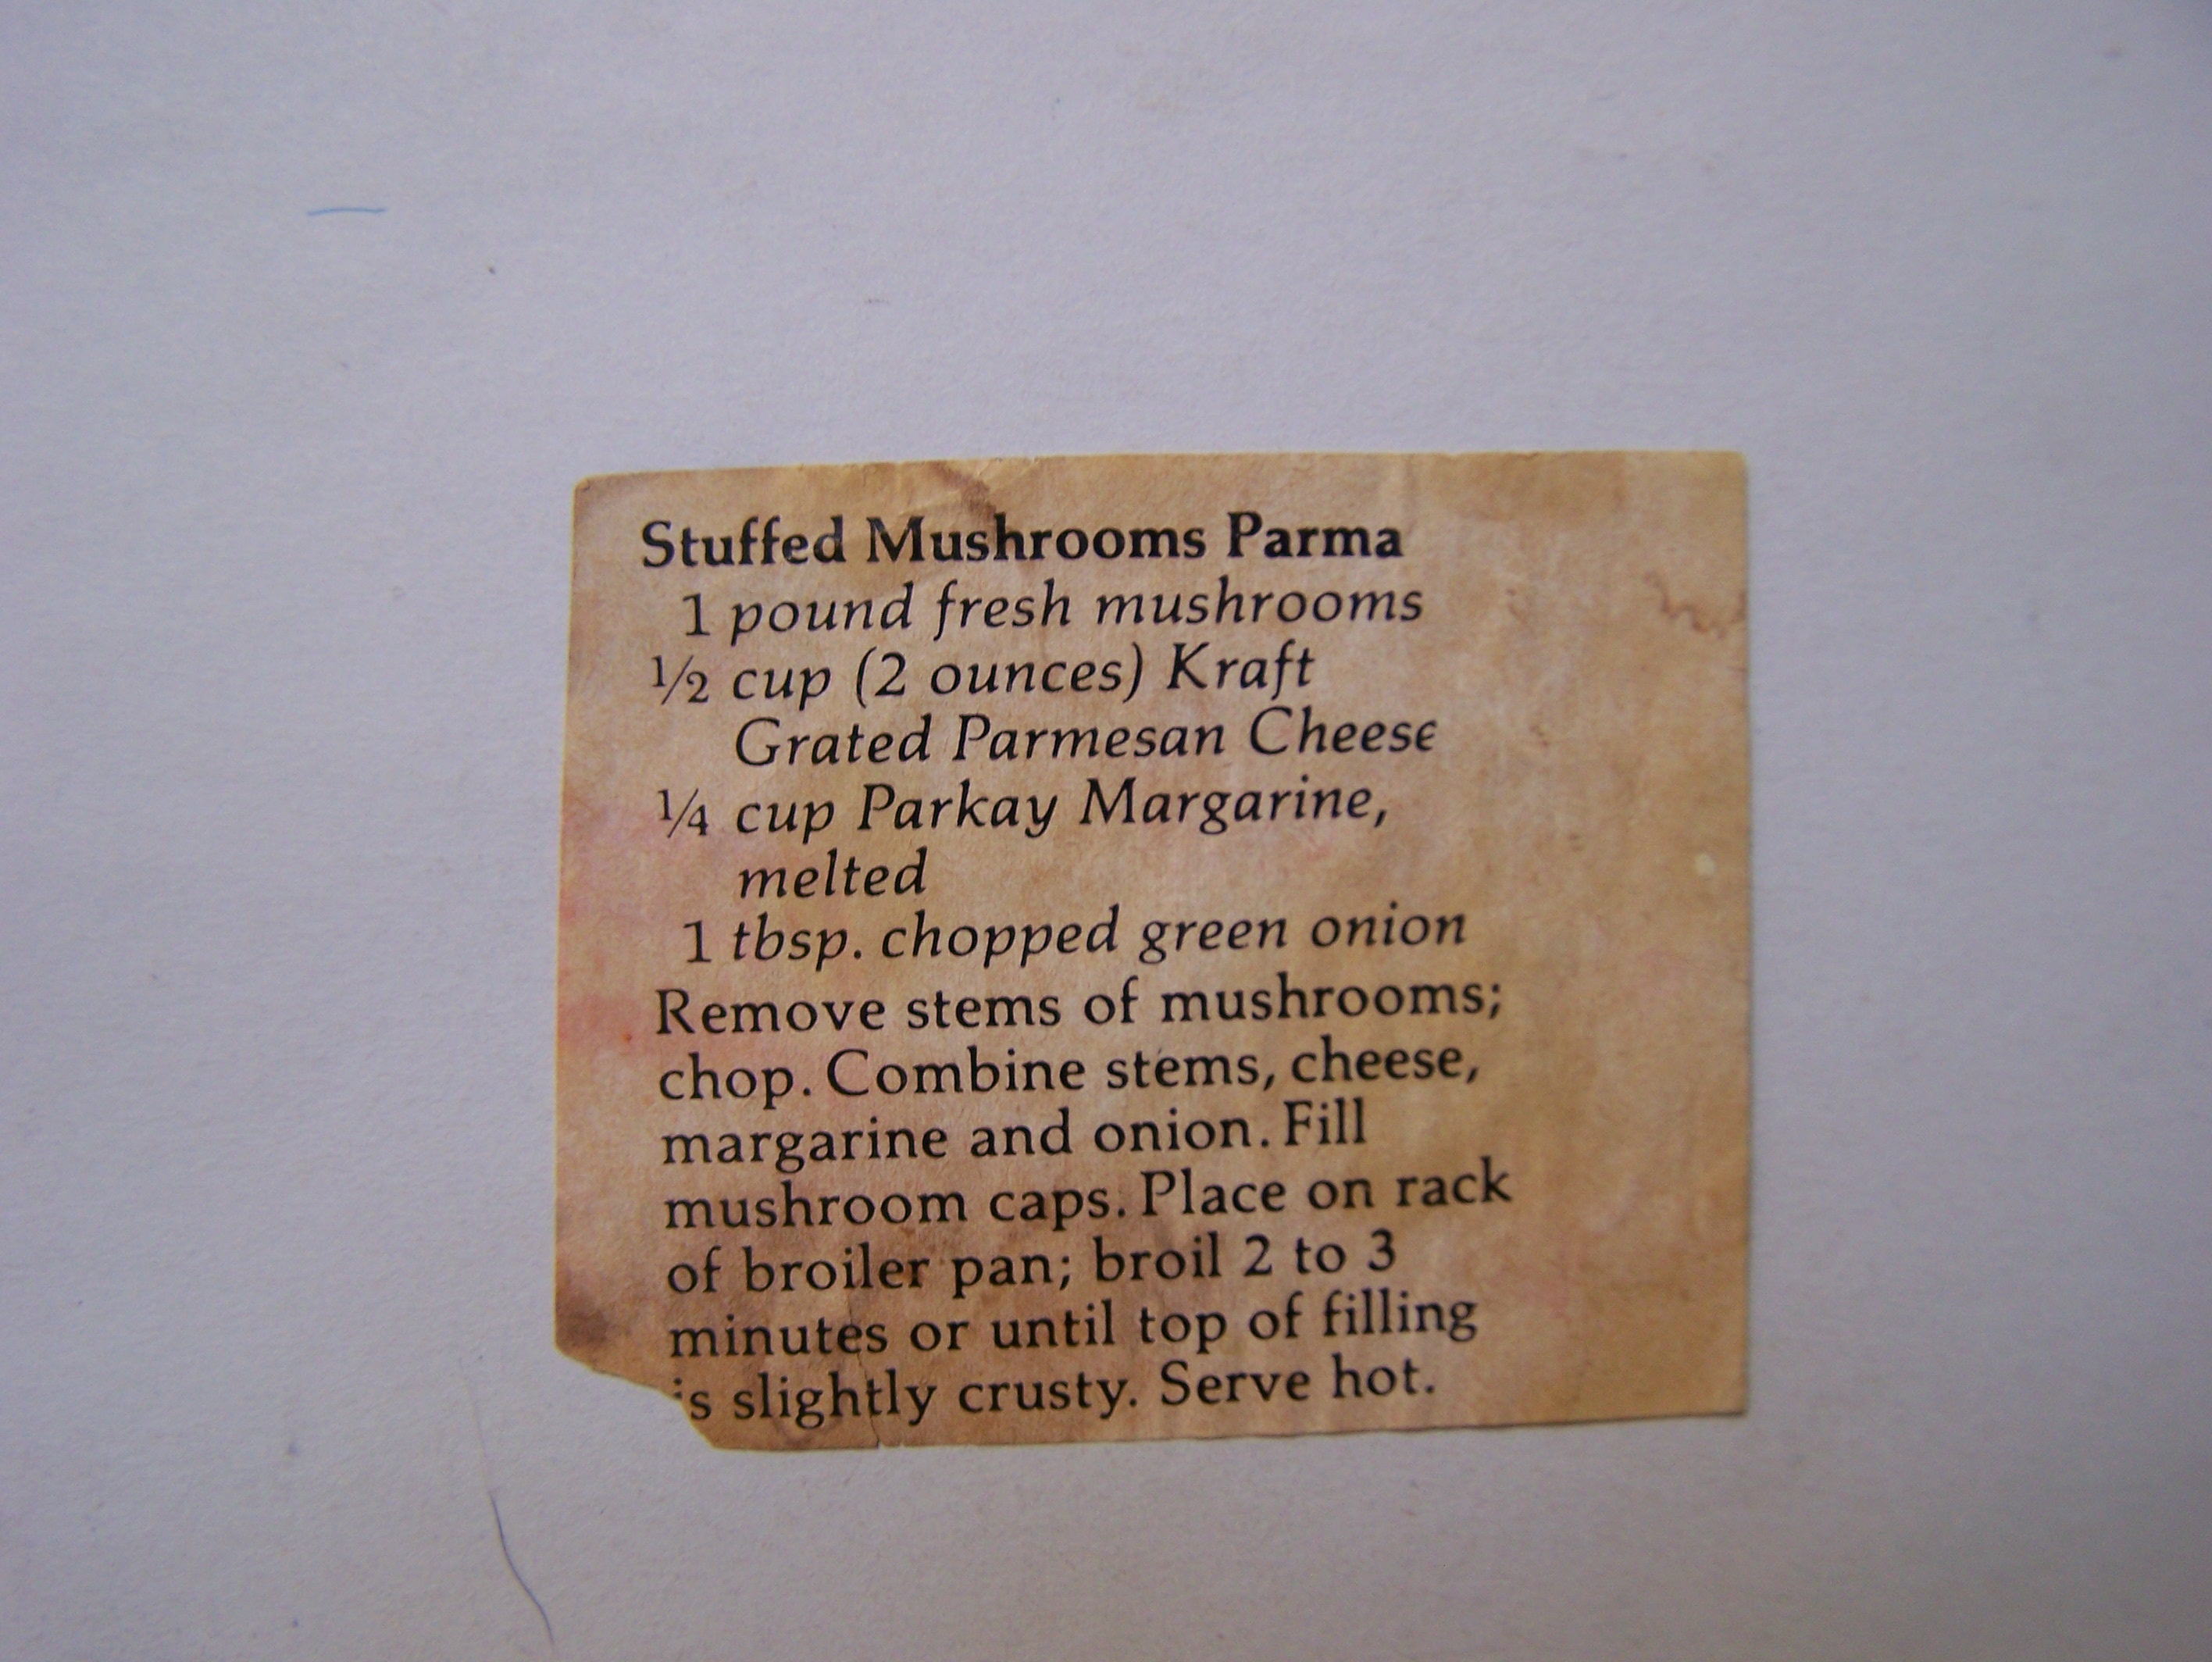 Stuffed Mushrooms Parma
1 pound fresh mushrooms
½ cup (2 ounces) Kraft
Grated Parmesan Cheese
¼ cup Parkay Margarine,
melted
1 tbsp. chopped green onion
Remove stems of mushrooms;
chop. Combine stems, cheese,
margarine and onion. Fill
mushroom caps. Place on rack
of broiler pan; broil 2 to 3
minutes or until top of filling
is slightly crusty. Serve hot.